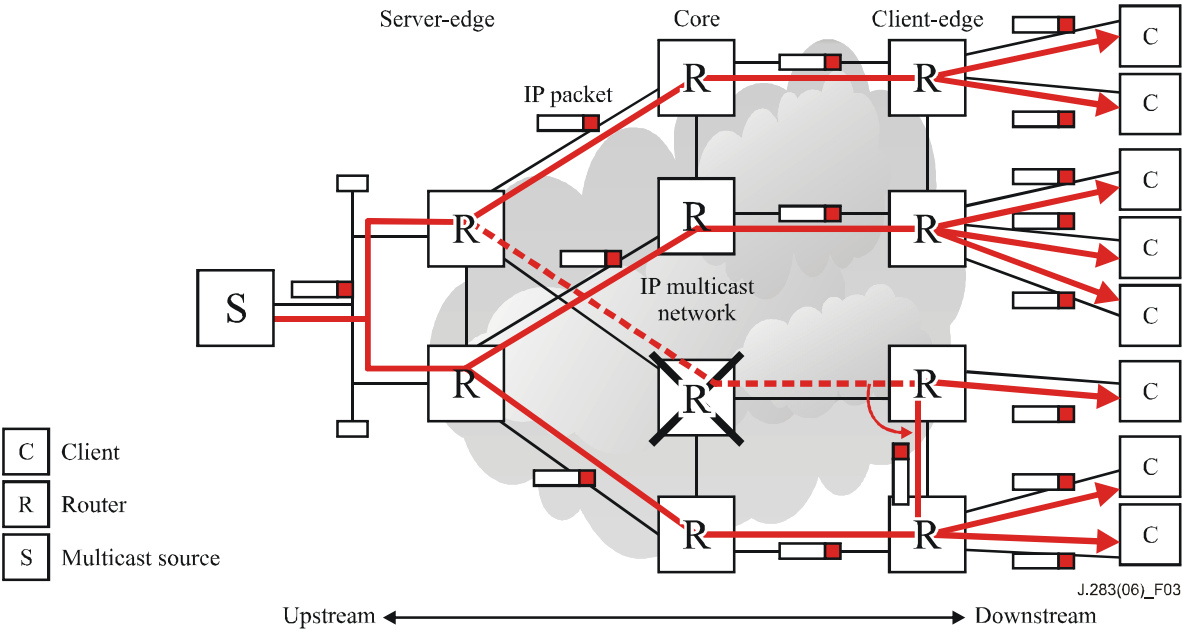 Server-edge
Core
Client-edge
C
R
R
IP packet
C
C
R
R
R
C
S
IP multicast
network
C
R
R
R
C
C Client
C
R Router
R
R
C
S Multicast source
J.283(06)_F03
Upstream
Downstream